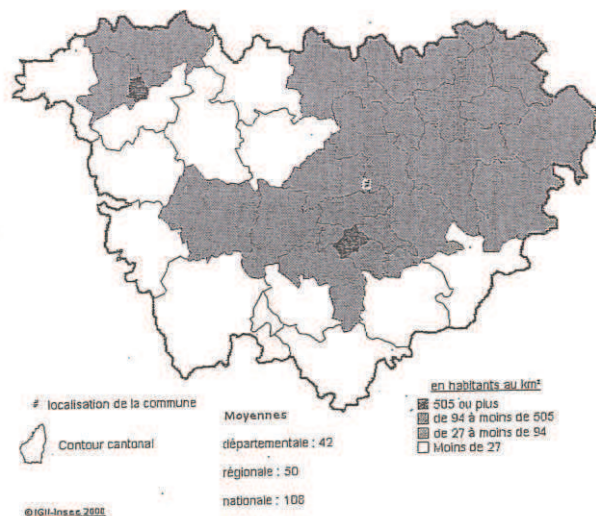 #
# localisation de la commune
Contour cantonal
©IGN-Insee 2008
Moyennes
départementale : 42
régionale : 50
nationale : 108
en habitants au km²
505 ou plus
de 94 à moins de 505
de 27 à moins de 94
Moins de 27